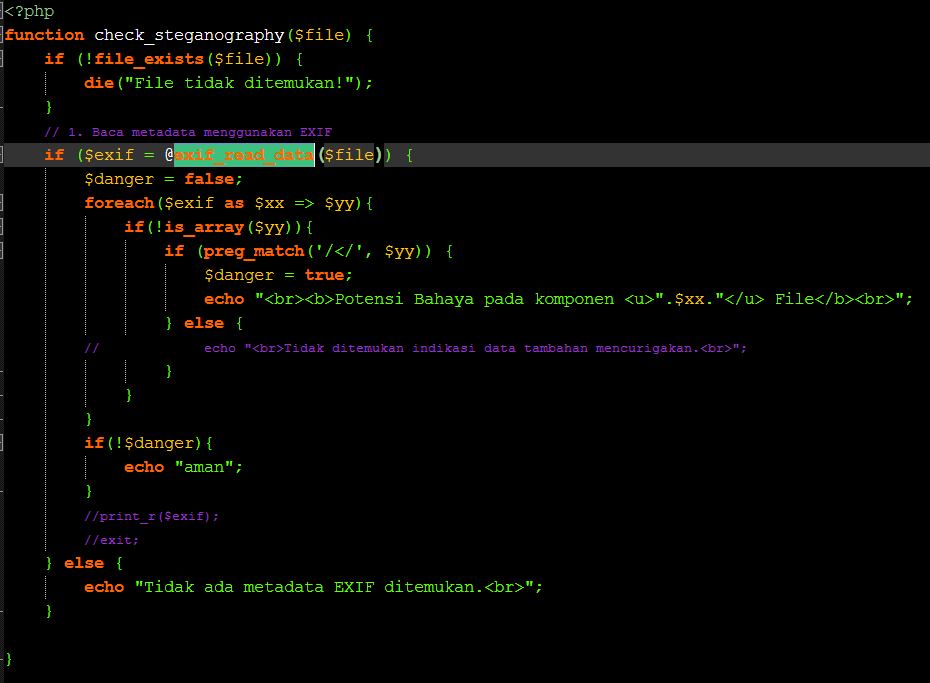 <?php
function check_steganography($file) {
    if (!file_exists($file)) {
        die("File tidak ditemukan!");
    }
    // 1. Baca metadata menggunakan EXIF
    if ($exif = @exif_read_data($file)) {
        $danger = false;
        foreach($exif as $xx => $yy){
            if(!is_array($yy)){
                if (preg_match('/</', $yy)) {
                    $danger = true;
                    echo "<br><b>Potensi Bahaya pada komponen <u>".$xx."</u> File</b><br>";
                } else {
        //          echo "<br>Tidak ditemukan indikasi data tambahan mencurigakan.<br>";
                }
            }
        }
        if(!$danger){
            echo "aman";
        }
        //print_r($exif);
        //exit;
    } else {
        echo "Tidak ada metadata EXIF ditemukan.<br>";
    }

}